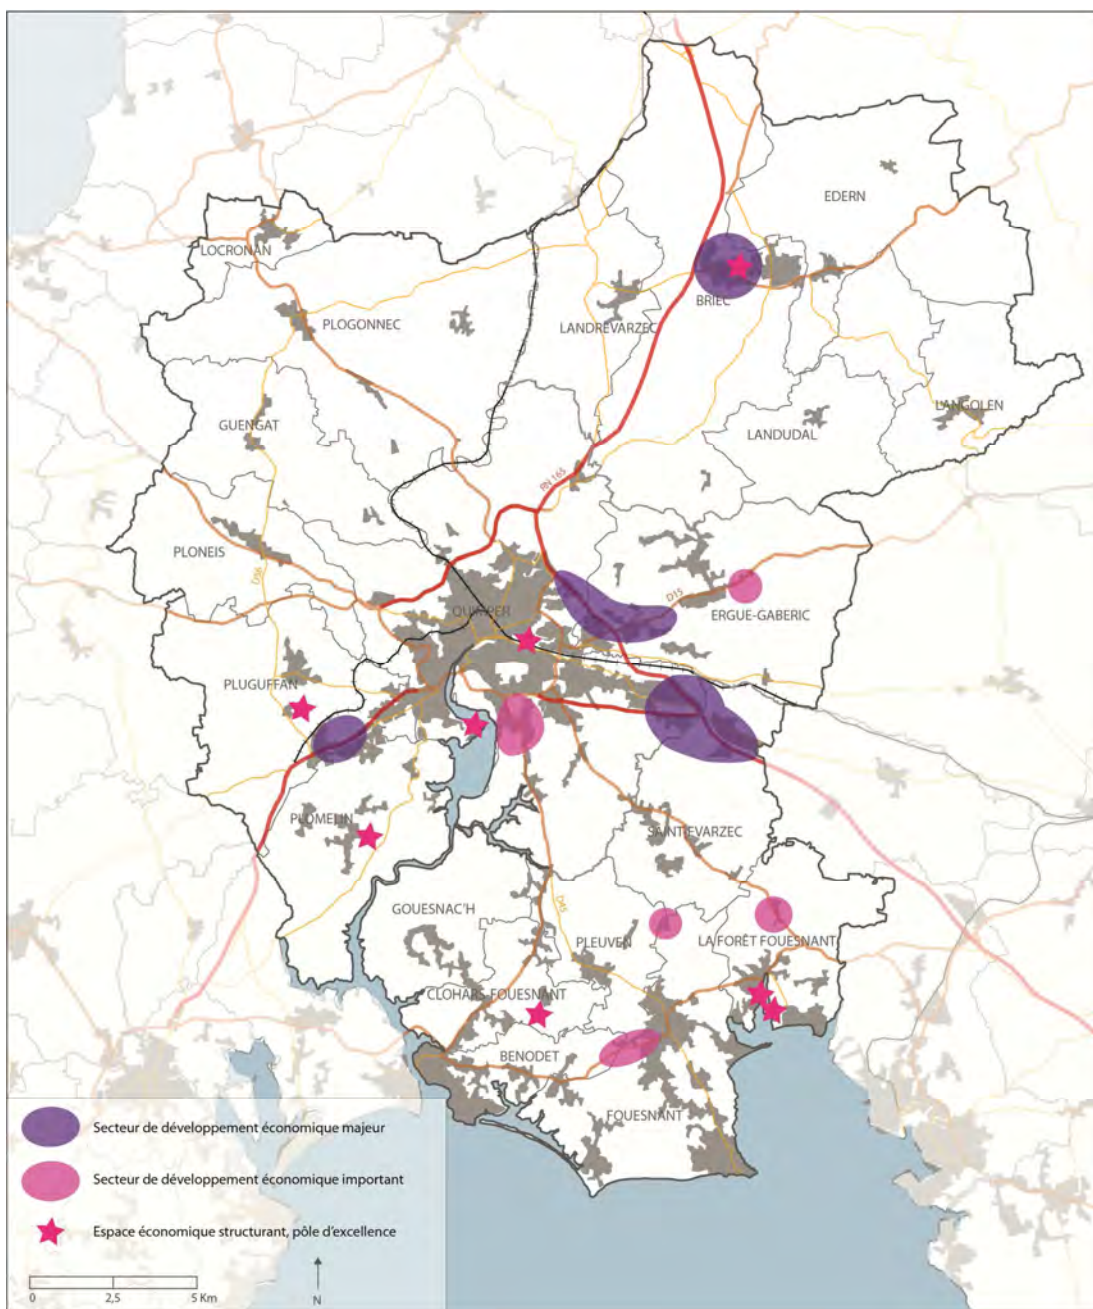 EDERN
LOCRONAN
BRIEC
PLOGONNEC
LANDREVARZEC
LANGOLEN
GUENGAT
LANDUDAL
RN 165
PLONEIS
D56
D15
QUIMPER
ERGUE-GABERIC
PLUGUFFAN
PLOMELIN
SAINT-EVARZEC
D45
GOUESNAC'H
PLEUVEN
LA FORÊT FOUESNANT
CLOHARS-FOUESNANT
BENODET
FOUESNANT
Secteur de développement économique majeur
Secteur de développement économique important
Espace économique structurant, pôle d'excellence
0 2,5 5 Km
N